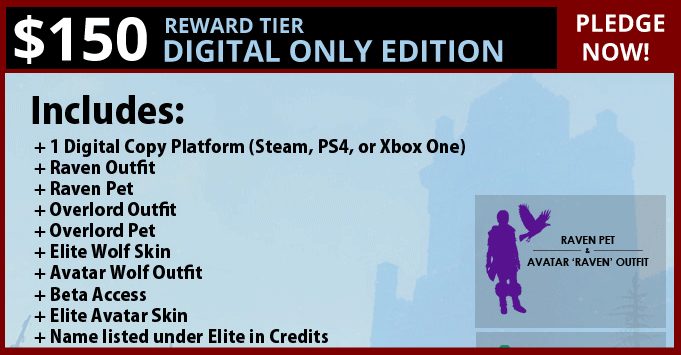 $150 REWARD TIER
DIGITAL ONLY EDITION
PLEDGE
NOW!
Includes:
+ 1 Digital Copy Platform (Steam, PS4, or Xbox One)
+ Raven Outfit
+ Raven Pet
+ Overlord Outfit
+ Overlord Pet
+ Elite Wolf Skin
+ Avatar Wolf Outfit
+ Beta Access
+ Elite Avatar Skin
+ Name listed under Elite in Credits
RAVEN PET
&
AVATAR ‘RAVEN’ OUTFIT